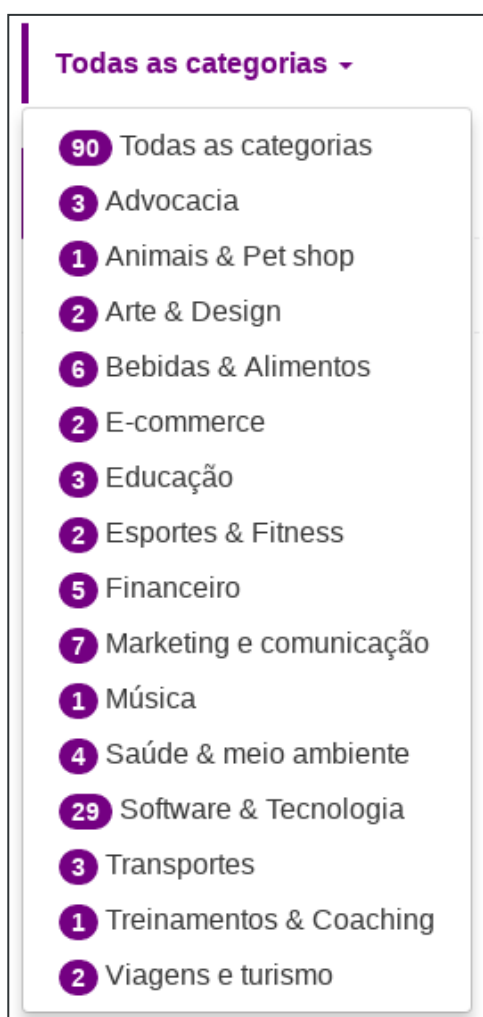 Todas as categorias
90 Todas as categorias
3 Advocacia
1 Animais & Pet shop
2 Arte & Design
6 Bebidas & Alimentos
2 E-commerce
3 Educação
2 Esportes & Fitness
5 Financeiro
7 Marketing e comunicação
1 Música
4 Saúde & meio ambiente
29 Software & Tecnologia
3 Transportes
1 Treinamentos & Coaching
2 Viagens e turismo